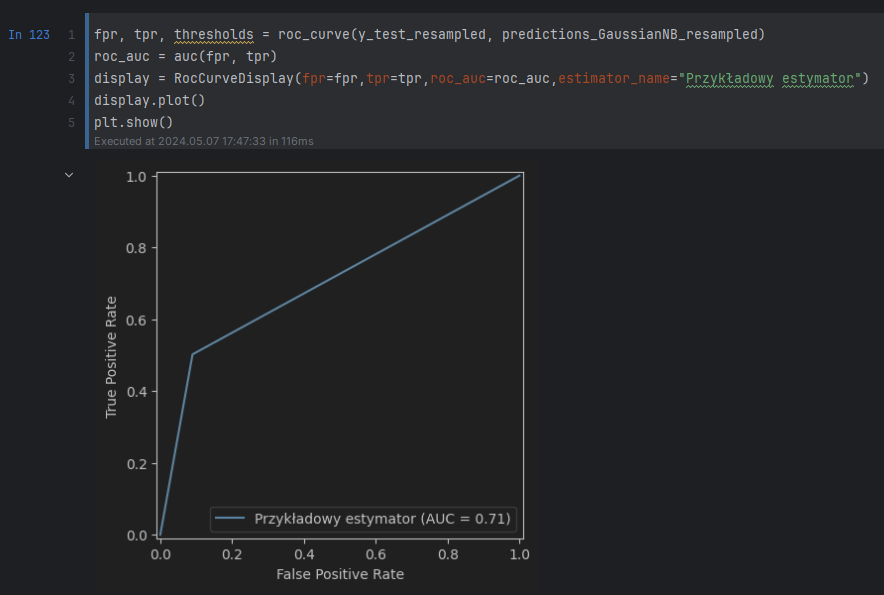 In 123
1 fpr, tpr, thresholds = roc_curve(y_test_resampled, predictions_GaussianNB_resampled)
2 roc_auc = auc(fpr, tpr)
3 display = RocCurveDisplay(fpr=fpr,tpr=tpr,roc_auc=roc_auc,estimator_name="Przykładowy estymator")
4 display.plot()
5 plt.show()
Executed at 2024.05.07 17:47:33 in 116ms
1.0
0.8
0.6
0.4
0.2
0.0
True Positive Rate
Przykładowy estymator (AUC = 0.71)
0.0 0.2 0.4 0.6 0.8 1.0
False Positive Rate